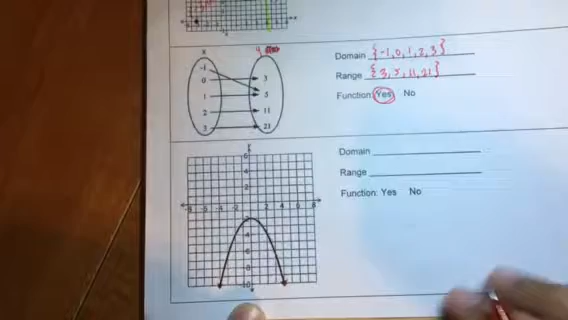 x
x y
Domain {-1, 0, 1, 2, 3}
-1
0 3
Range {3, 5, 11, 21}
1 5
Function: Yes No
2 11
3 21
y
Domain
6
4
Range
2
Function: Yes No
-8 -6 -4 -2 2 4 6 8 x
-2
-4
-6
-8
-10